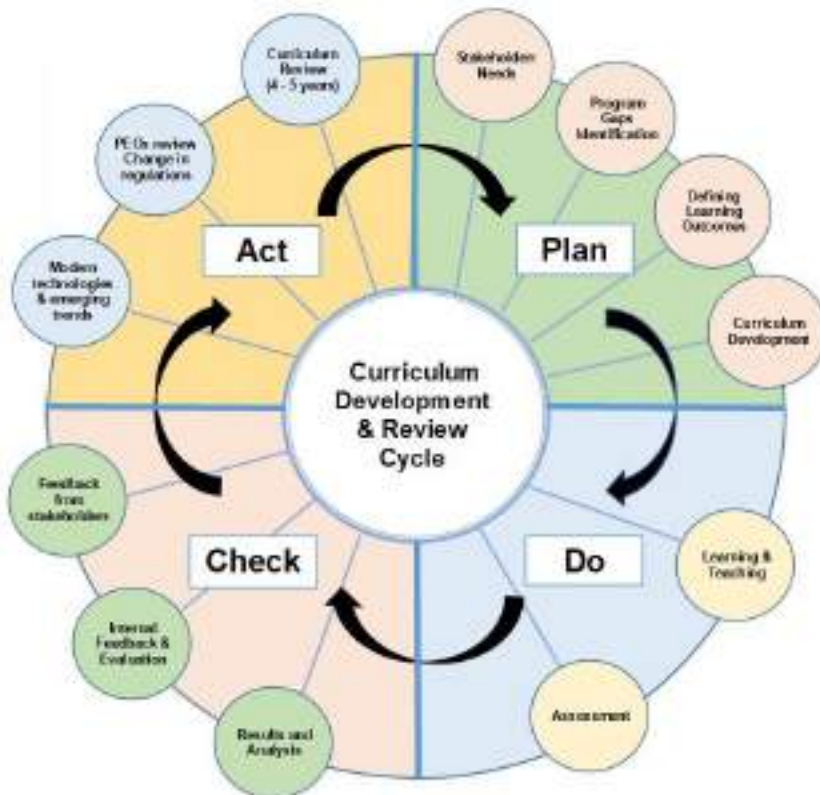 Curriculum
Review
(4 - 5 years)
Stakeholders
Needs
PEOs review
Change in
regulations
Program
Gaps
Identification
Defining
Learning
Outcomes
Modern
technologies
& emerging
trends
Act
Plan
Curriculum
Development
Curriculum
Development
& Review
Cycle
Feedback
from
stakeholders
Check
Do
Learning &
Teaching
Internal
Feedback &
Evaluation
Results and
Analysis
Assessment